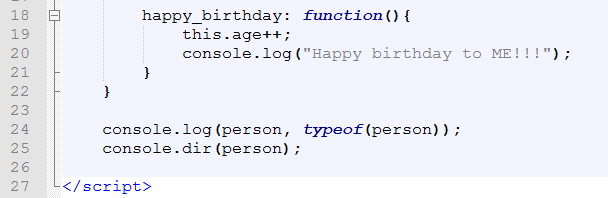 18 happy_birthday: function(){
19 this.age++;
20 console.log("Happy birthday to ME!!!");
21 }
22 }
23
24 console.log(person, typeof(person));
25 console.dir(person);
26
27 </script>